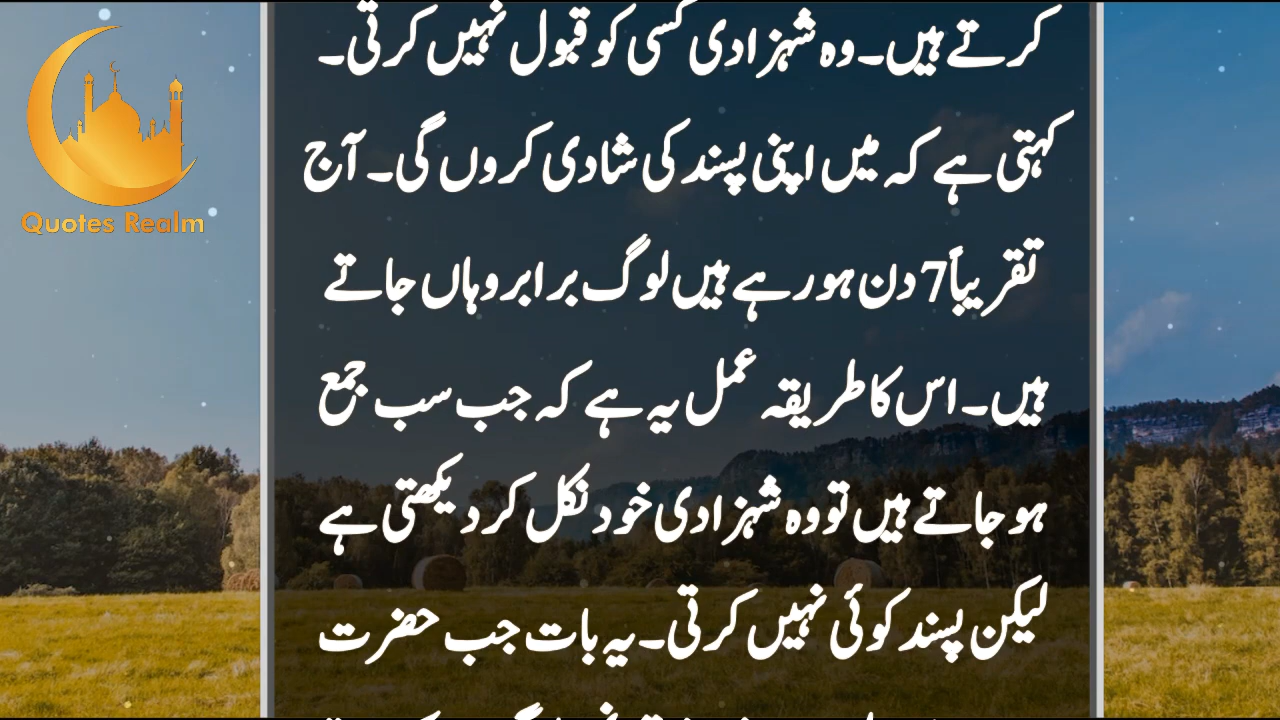 Quotes Realm
کرتے ہیں۔ وہ شہزادی کسی کو قبول نہیں کرتی۔
کہتی ہے کہ میں اپنی پسند کی شادی کروں گی۔ آج
تقریباً 7 دن ہو رہے ہیں لوگ برابر وہاں جاتے
ہیں۔ اس کا طریقہ عمل یہ ہے کہ جب سب جمع
ہو جاتے ہیں تو وہ شہزادی خود نکل کر دیکھتی ہے
لیکن پسند کوئی نہیں کرتی۔ یہ بات جب حضرت